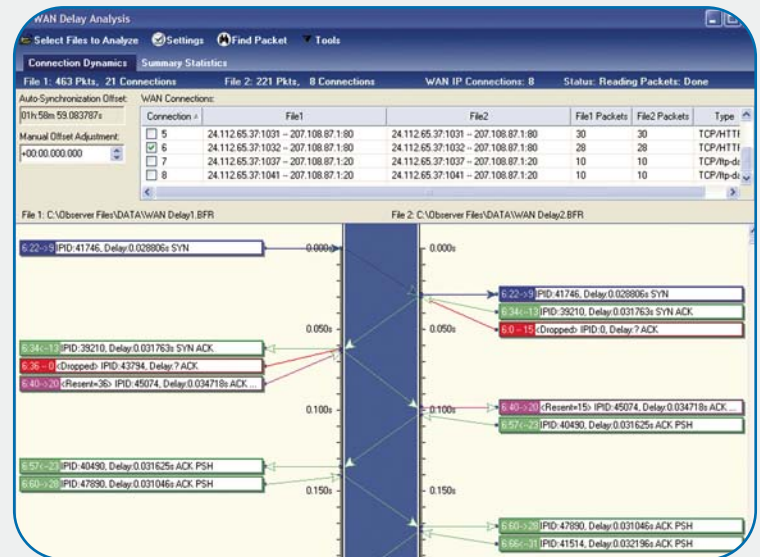 WAN Delay Analysis
Select Files to Analyze Settings Find Packet Tools
Connection Dynamics Summary Statistics
File 1: 463 Pkts, 21 Connections File 2: 221 Pkts, 8 Connections WAN IP Connections: 8 Status: Reading Packets: Done
Auto-Synchronization Offset: WAN Connections:
01h:58m 59.083787s
Connection File1 File2 File1 Packets File2 Packets Type
5 24.112.65.37:1031 -- 207.108.87.1:80 24.112.65.37:1031 -- 207.108.87.1:80 30 30 TCP/HTTF
Manual Offset Adjustment: 6 24.112.65.37:1032 -- 207.108.87.1:80 24.112.65.37:1032 -- 207.108.87.1:80 28 28 TCP/HTTF
+00:00.000.000 7 24.112.65.37:1037 -- 207.108.87.1:20 24.112.65.37:1037 -- 207.108.87.1:20 10 10 TCP/ftp-da
8 24.112.65.37:1041 -- 207.108.87.1:20 24.112.65.37:1041 -- 207.108.87.1:20 10 10 TCP/ftp-da
File 1: C:\Observer Files\DATA\WAN Delay1.BFR File 2: C:\Observer Files\DATA\WAN Delay2.BFR
6:22->9 IPID:41746, Delay:0.028806s SYN 0.000s 0.000s
6:22->9 IPID:41746, Delay:0.028806s SYN
6:34<-13 IPID:39210, Delay:0.031763s SYN ACK
0.050s 0.050s 6:0 -- 15 <Dropped> IPID:0, Delay:? ACK
6:34<-13 IPID:39210, Delay:0.031763s SYN ACK
6:36 -- 0 <Dropped> IPID:43794, Delay:? ACK
6:40->20 <Resent=36> IPID:45074, Delay:0.034718s ACK ...
0.100s 0.100s 6:40->20 <Resent=15> IPID:45074, Delay:0.034718s ACK ...
6:57<-23 IPID:40490, Delay:0.031625s ACK PSH
6:57<-23 IPID:40490, Delay:0.031625s ACK PSH
6:60->28 IPID:47890, Delay:0.031046s ACK PSH 0.150s 0.150s
6:60->28 IPID:47890, Delay:0.031046s ACK PSH
6:66<-31 IPID:41514, Delay:0.032196s ACK PSH